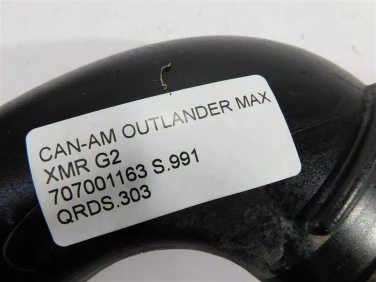 CAN-AM OUTLANDER MAX
XMR G2
707001163 S.991
QRDS.303